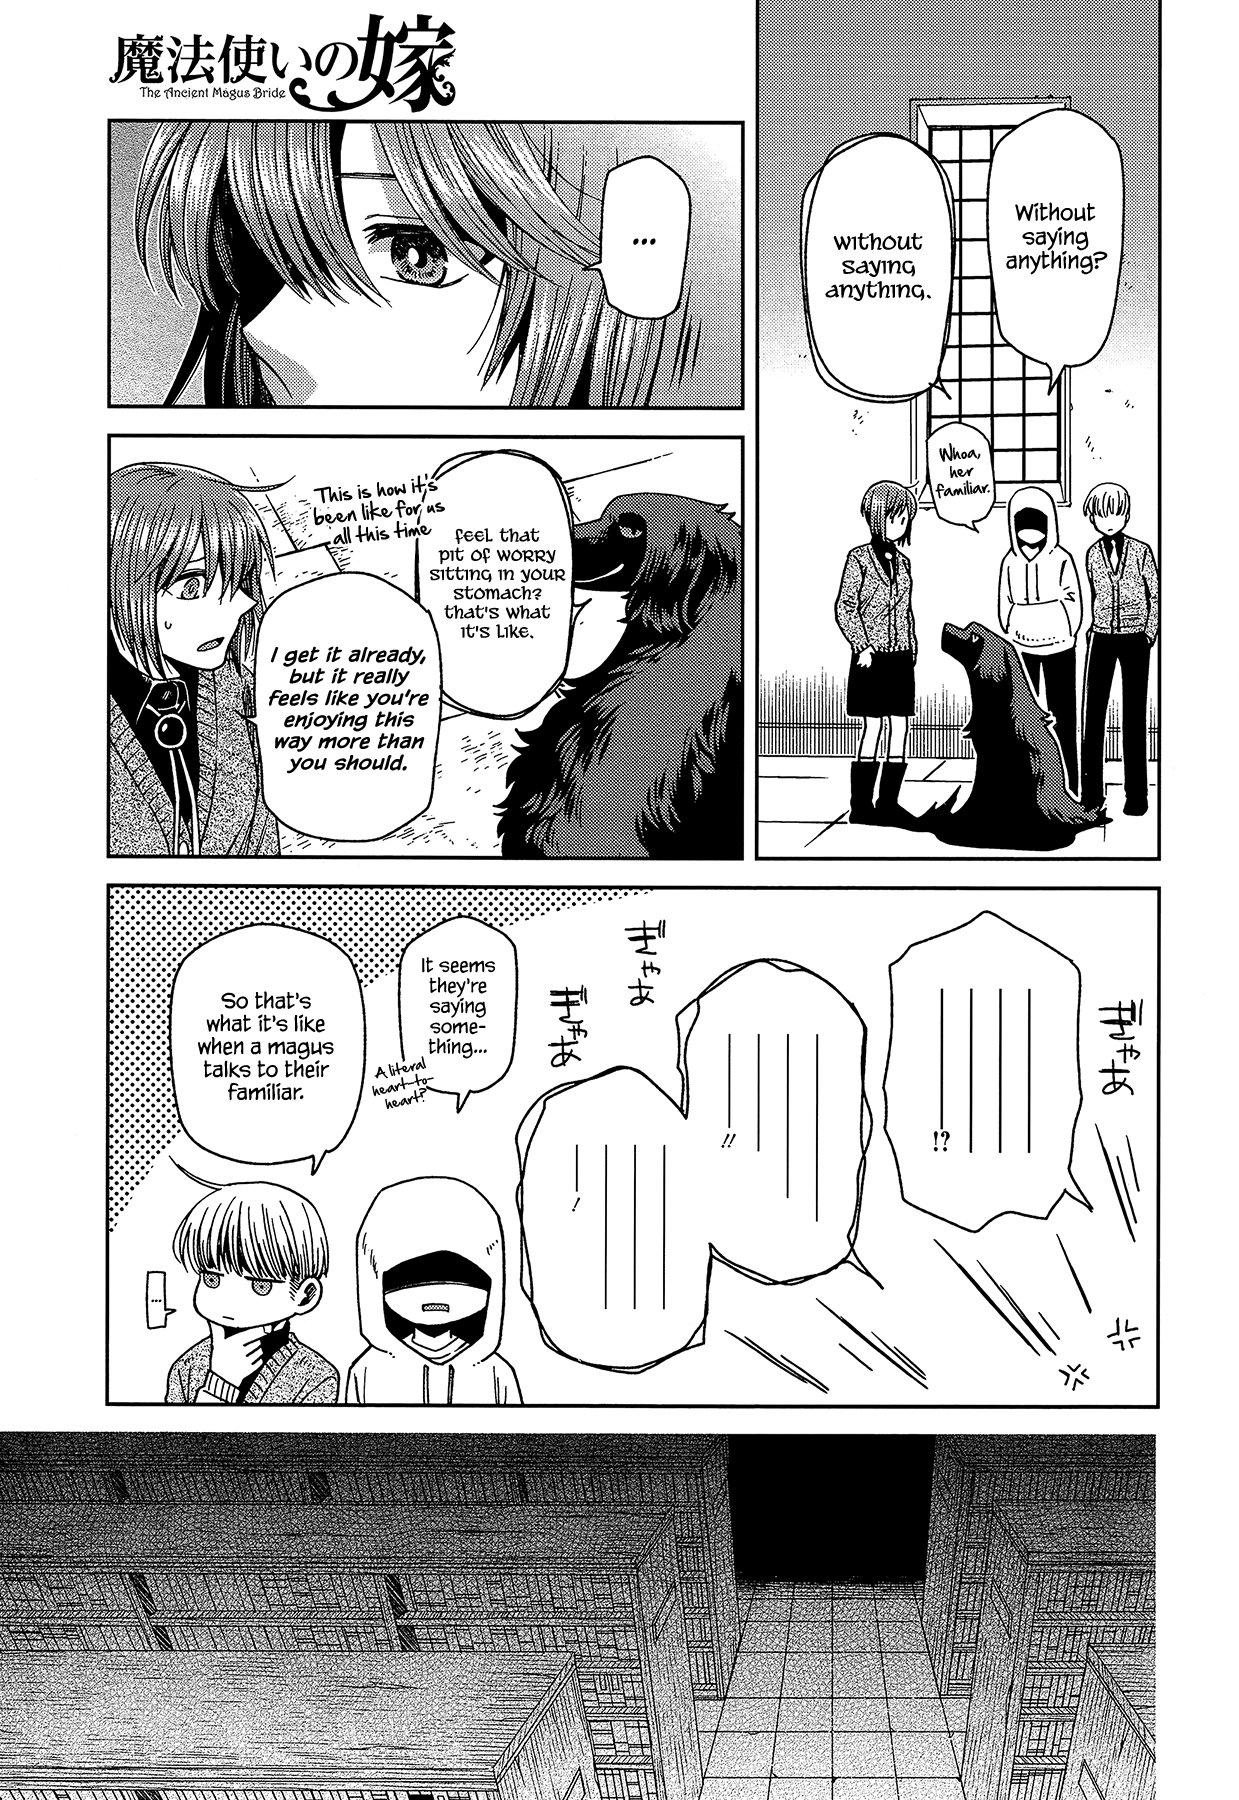 魔法使いの嫁
The Ancient Magus Bride
Without
saying
anything?
without
saying
anything.
Whoa,
her
familiar.
...
feel that
pit of worry
sitting in your
stomach?
that's what
it's like.
This is how it's
been like for us
all this time
I get it already,
but it really
feels like you're
enjoying this
way more than
you should.
ぎゃあ
!?
ぎゃあ
!!
ぎゃあ
!
It seems
they're
saying
some-
thing...
A literal
heart-to-
heart?
So that's
what it's like
when a magus
talks to their
familiar.
...